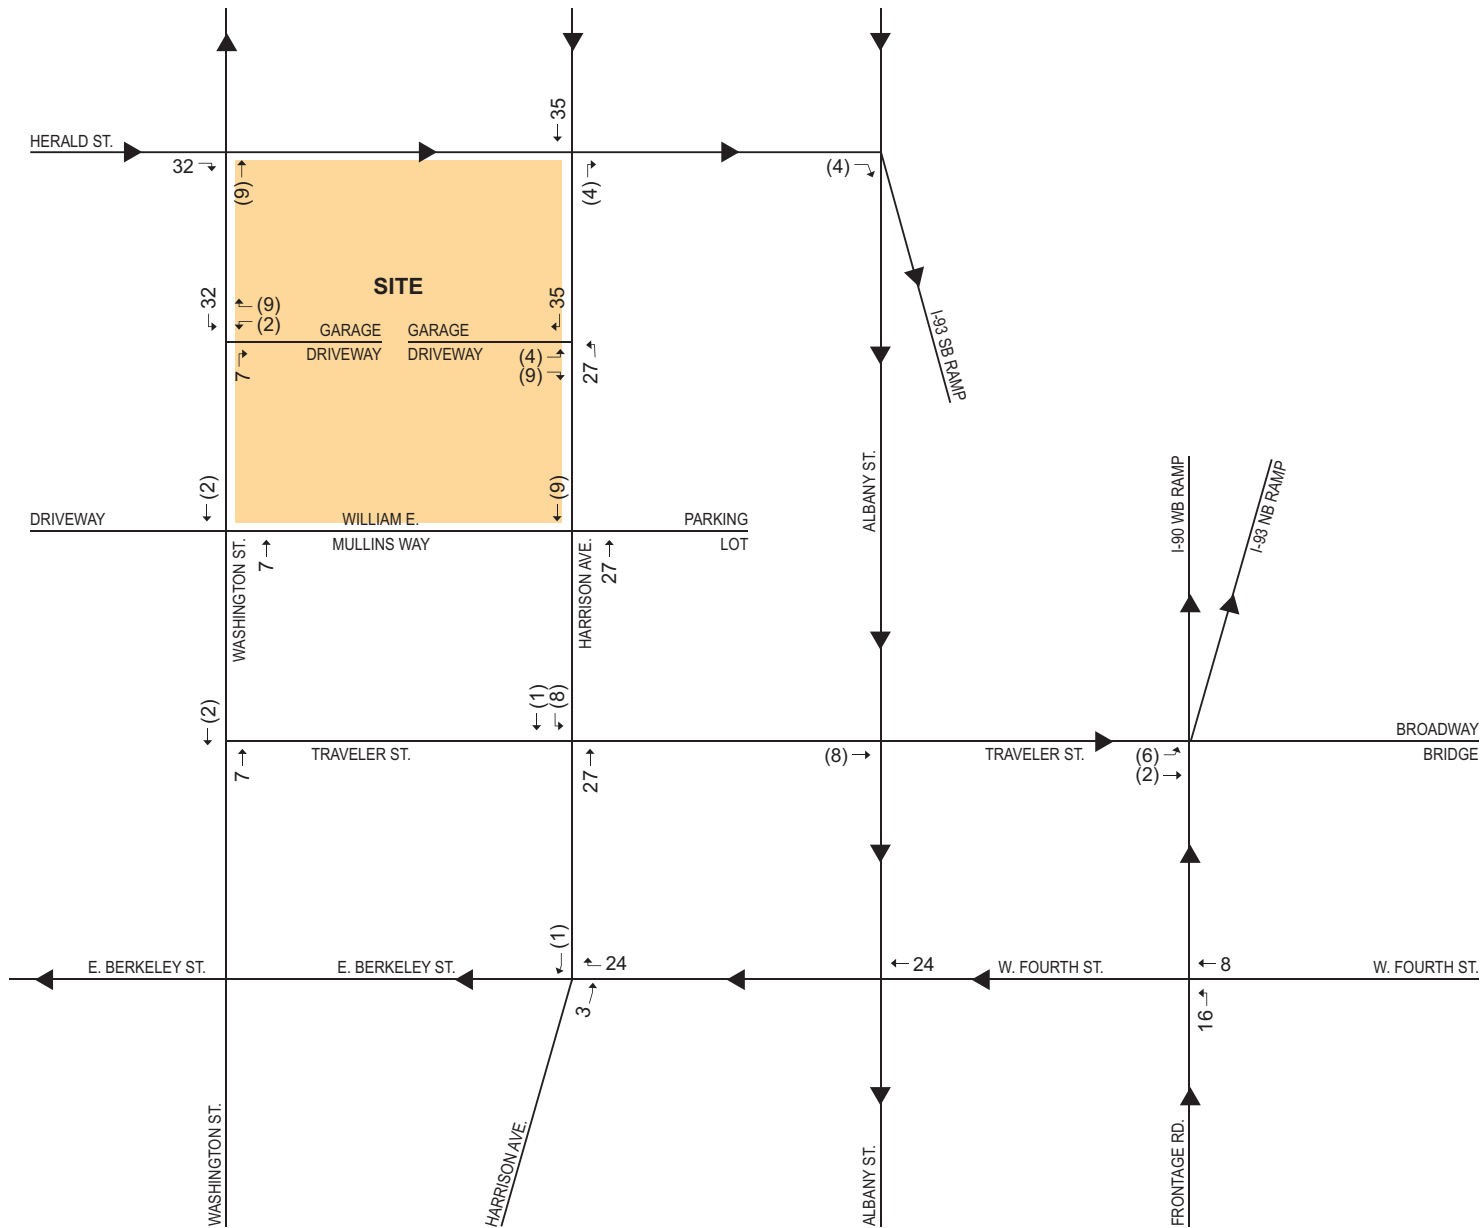 35
HERALD ST.
32
(9)
(4)
(4)
SITE
32
(9)
(2)
35
GARAGE
DRIVEWAY
GARAGE
DRIVEWAY
7
(4)
(9)
27
I-93 SB RAMP
(2)
(9)
ALBANY ST.
I-90 WB RAMP
I-93 NB RAMP
DRIVEWAY
WILLIAM E.
MULLINS WAY
PARKING
LOT
WASHINGTON ST.
7
HARRISON AVE.
27
(2)
(1)
(8)
7
TRAVELER ST.
27
(8)
TRAVELER ST.
(6)
(2)
BROADWAY
BRIDGE
(1)
E. BERKELEY ST.
E. BERKELEY ST.
24
24
W. FOURTH ST.
8
W. FOURTH ST.
3
16
WASHINGTON ST.
HARRISON AVE.
ALBANY ST.
FRONTAGE RD.